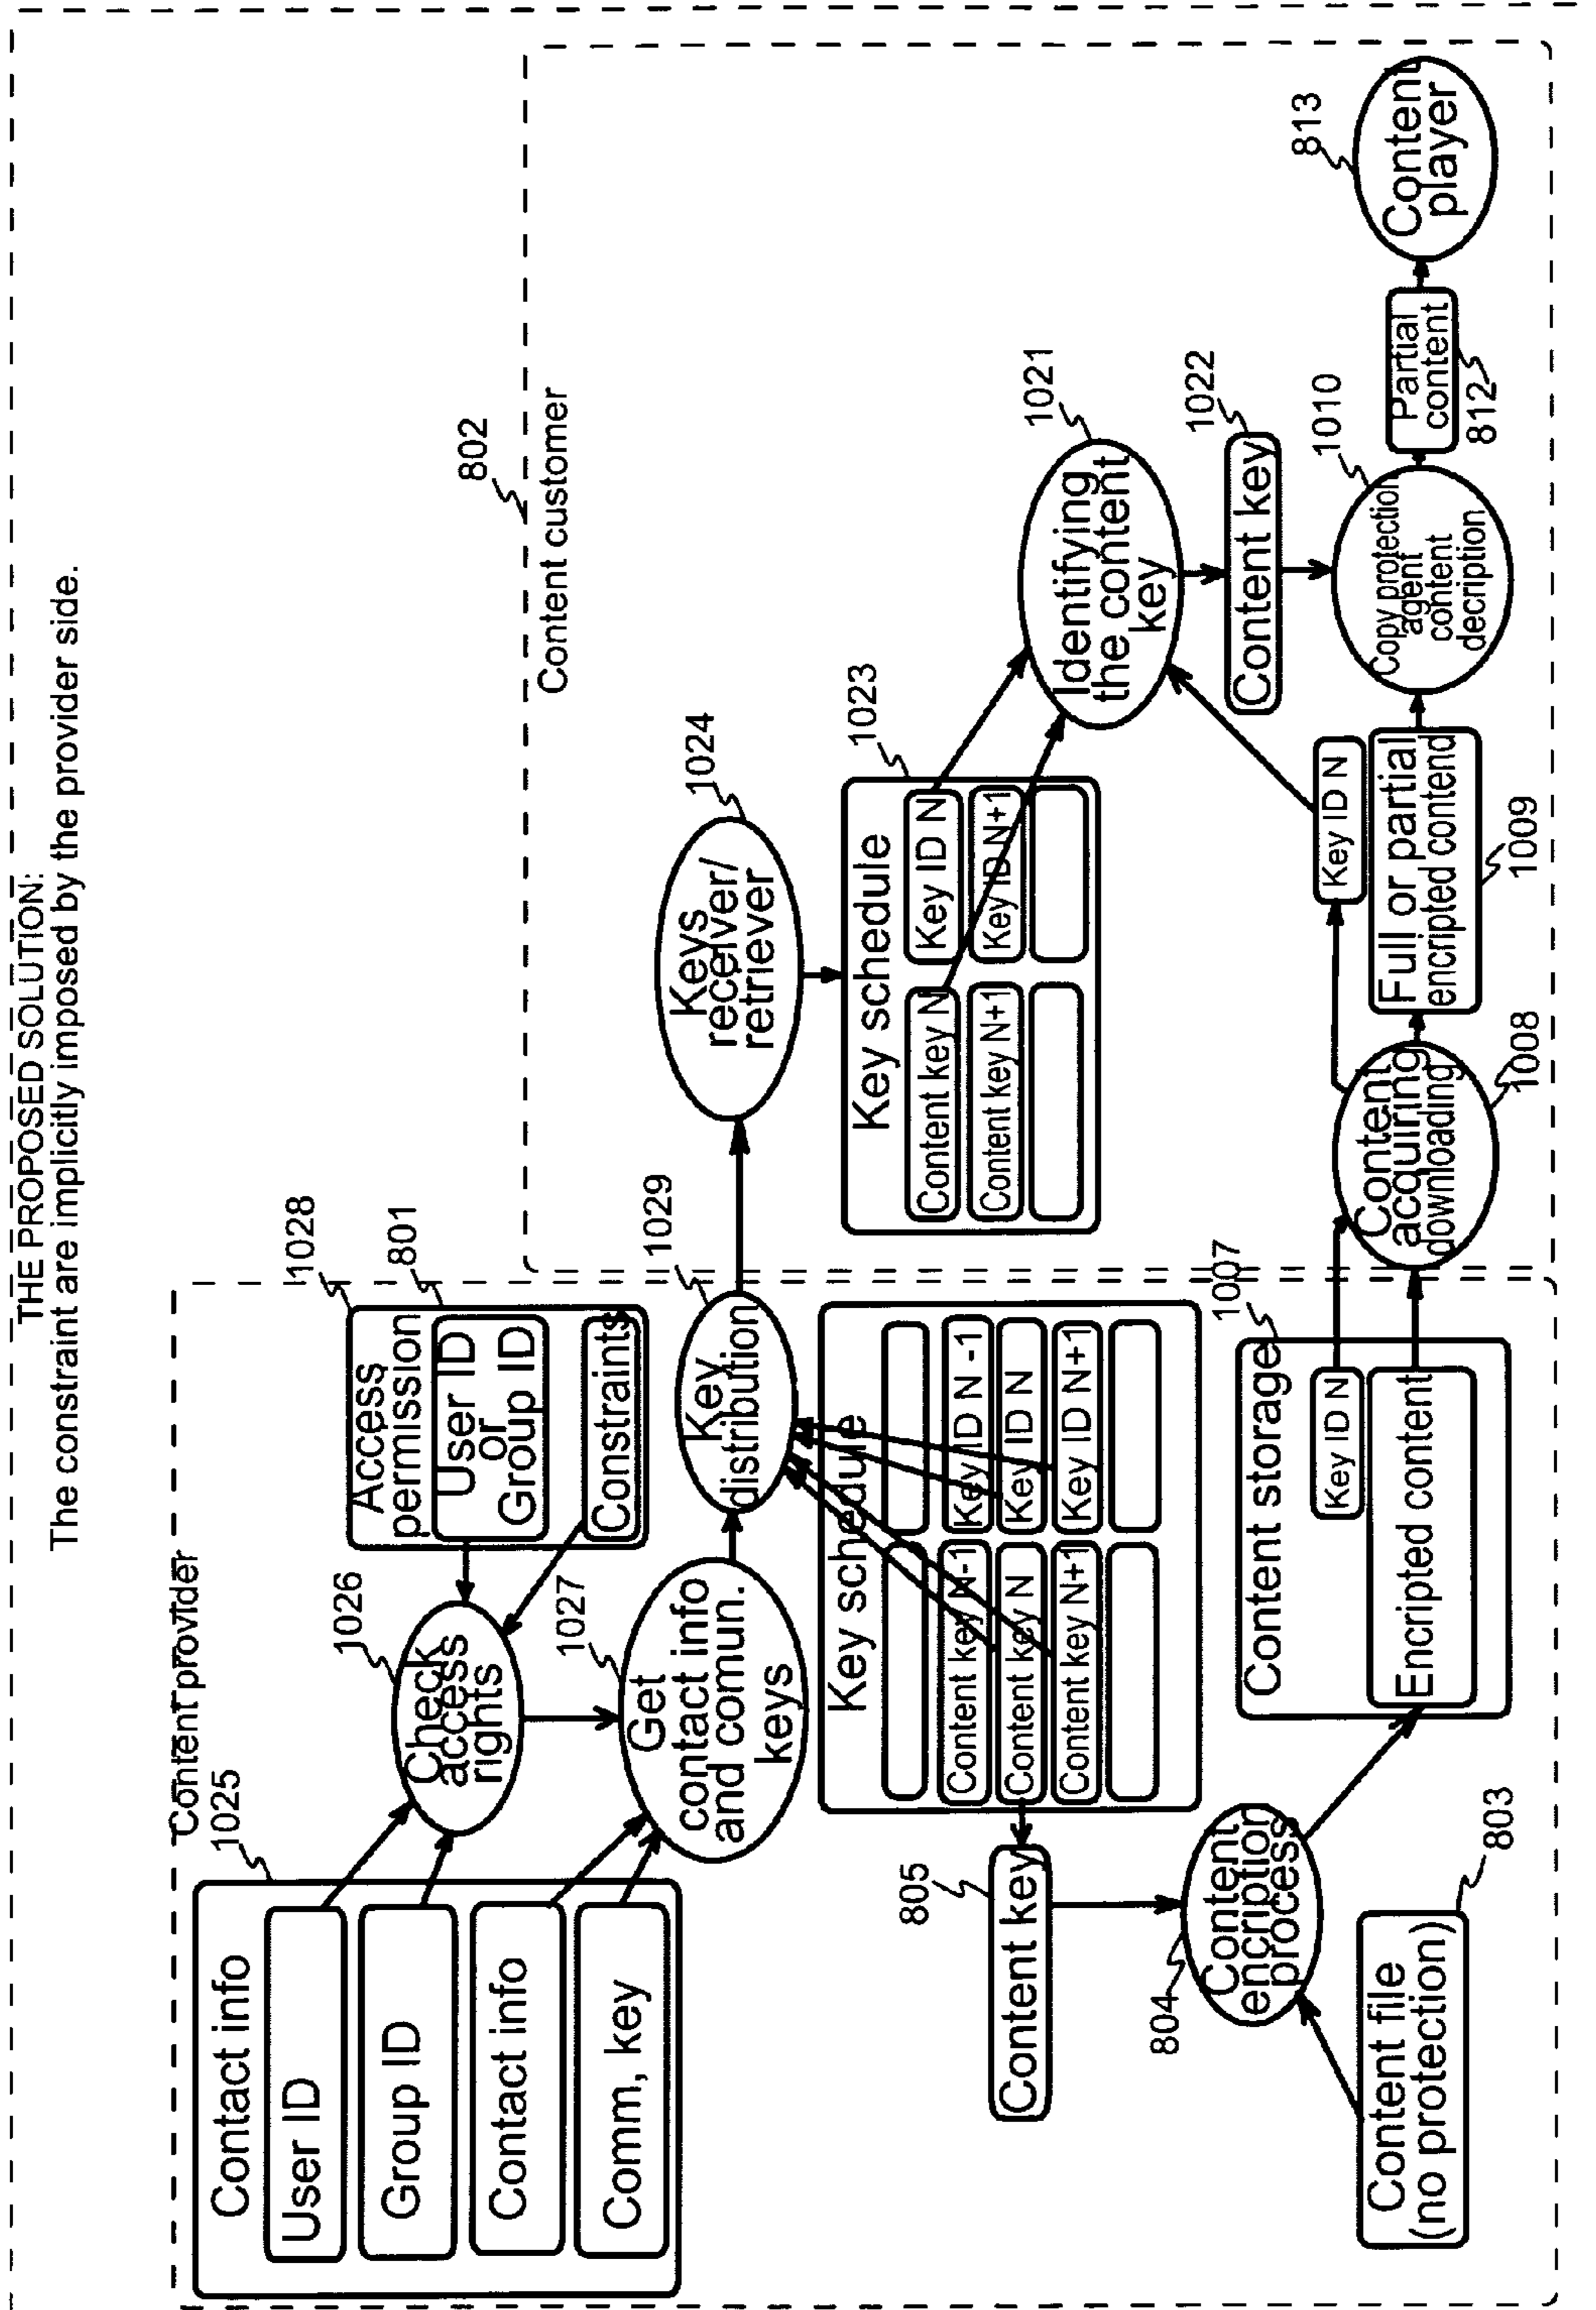 THE PROPOSED SOLUTION:
The constraint are implicitly imposed by the provider side.
Content provider
1025
Contact info
User ID
Group ID
Contact info
Comm, key
1026
Check
access
rights
1027
Get
contact info
and comun.
keys
1028
801
Access
permission
User ID
or
Group ID
Constraints
1029
Key
distribution
Key schedule
Content key N-1
Key ID N -1
Content key N
Key ID N
Content key N+1
Key ID N+1
805
Content key
804
Content
encription
process
Content file
(no protection)
803
1007
Content storage
Key ID N
Encripted content
802
Content customer
1024
Keys
receiver/
retriever
1023
Key schedule
Content key N
Key ID N
Content key N+1
Key ID N+1
1021
Identifying
the content
key
1022
Content key
1008
Content
acquiring
downloading
Key ID N
Full or partial
encripted contend
1009
1010
Copy protection
agent
content
decription
Partial
content
812
813
Content
player